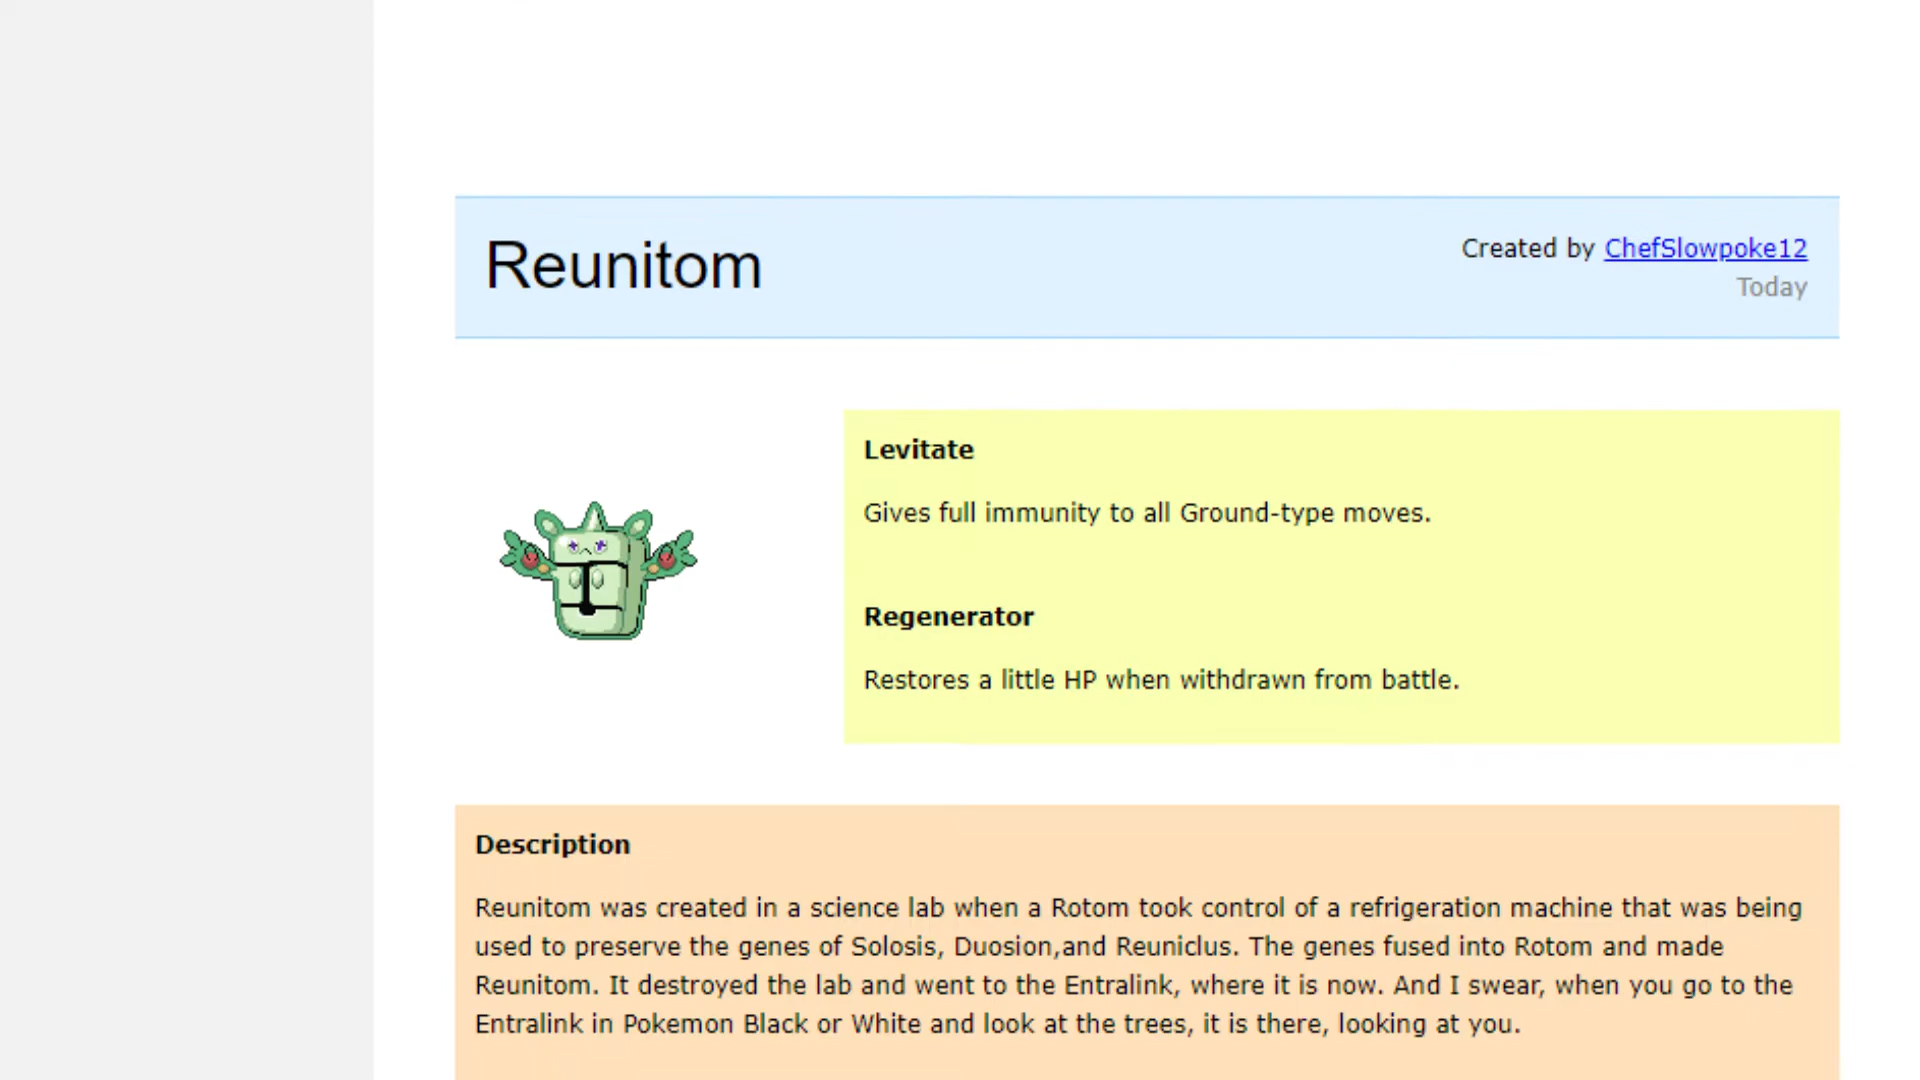 Reunitom
Created by ChefSlowpoke12
Today
Levitate
Gives full immunity to all Ground-type moves.
Regenerator
Restores a little HP when withdrawn from battle.
Description
Reunitom was created in a science lab when a Rotom took control of a refrigeration machine that was being
used to preserve the genes of Solosis, Duosion,and Reuniclus. The genes fused into Rotom and made
Reunitom. It destroyed the lab and went to the Entralink, where it is now. And I swear, when you go to the
Entralink in Pokemon Black or White and look at the trees, it is there, looking at you.